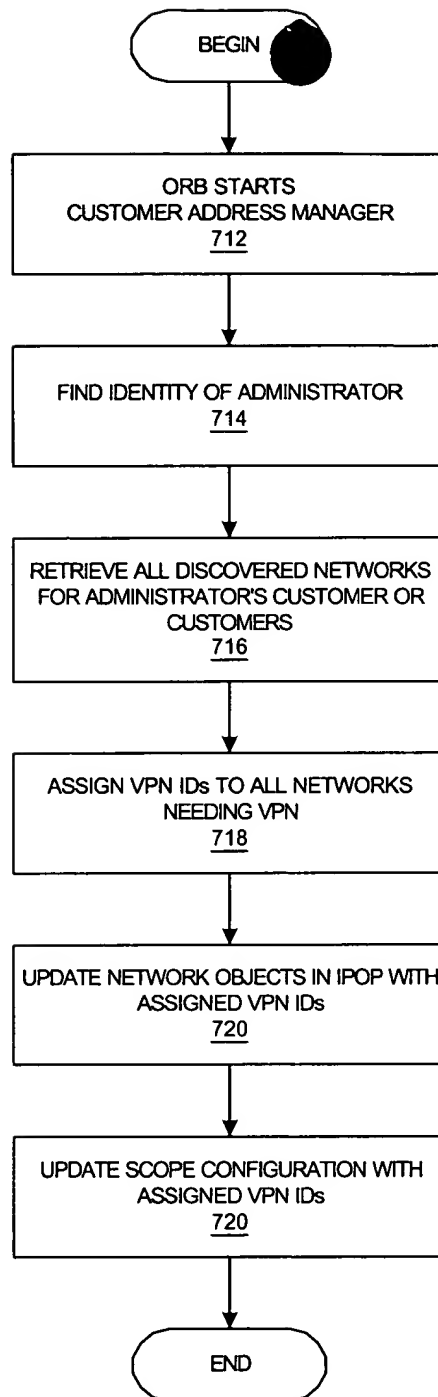 BEGIN
ORB STARTS
CUSTOMER ADDRESS MANAGER
712
FIND IDENTITY OF ADMINISTRATOR
714
RETRIEVE ALL DISCOVERED NETWORKS
FOR ADMINISTRATOR'S CUSTOMER OR
CUSTOMERS
716
ASSIGN VPN IDs TO ALL NETWORKS
NEEDING VPN
718
UPDATE NETWORK OBJECTS IN IPOP WITH
ASSIGNED VPN IDs
720
UPDATE SCOPE CONFIGURATION WITH
ASSIGNED VPN IDs
720
END